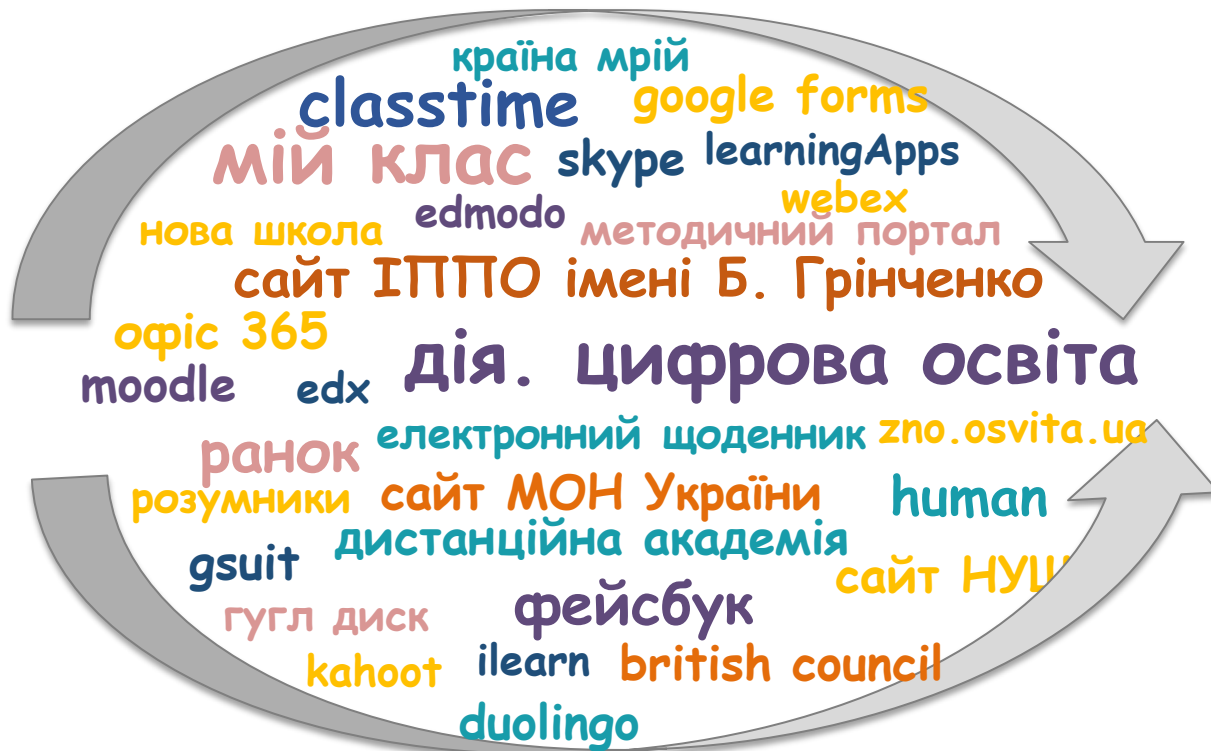 країна мрій
classtime
google forms
мій клас
skype
learningApps
webex
edmodo
нова школа
методичний портал
сайт ІППО імені Б. Грінченко
офіс 365
дія. цифрова освіта
moodle
edx
електронний щоденник
zno.osvita.ua
ранок
розумники
сайт МОН України
human
дистанційна академія
gsuit
сайт НУШ
гугл диск
фейсбук
kahoot
ilearn
british council
duolingo